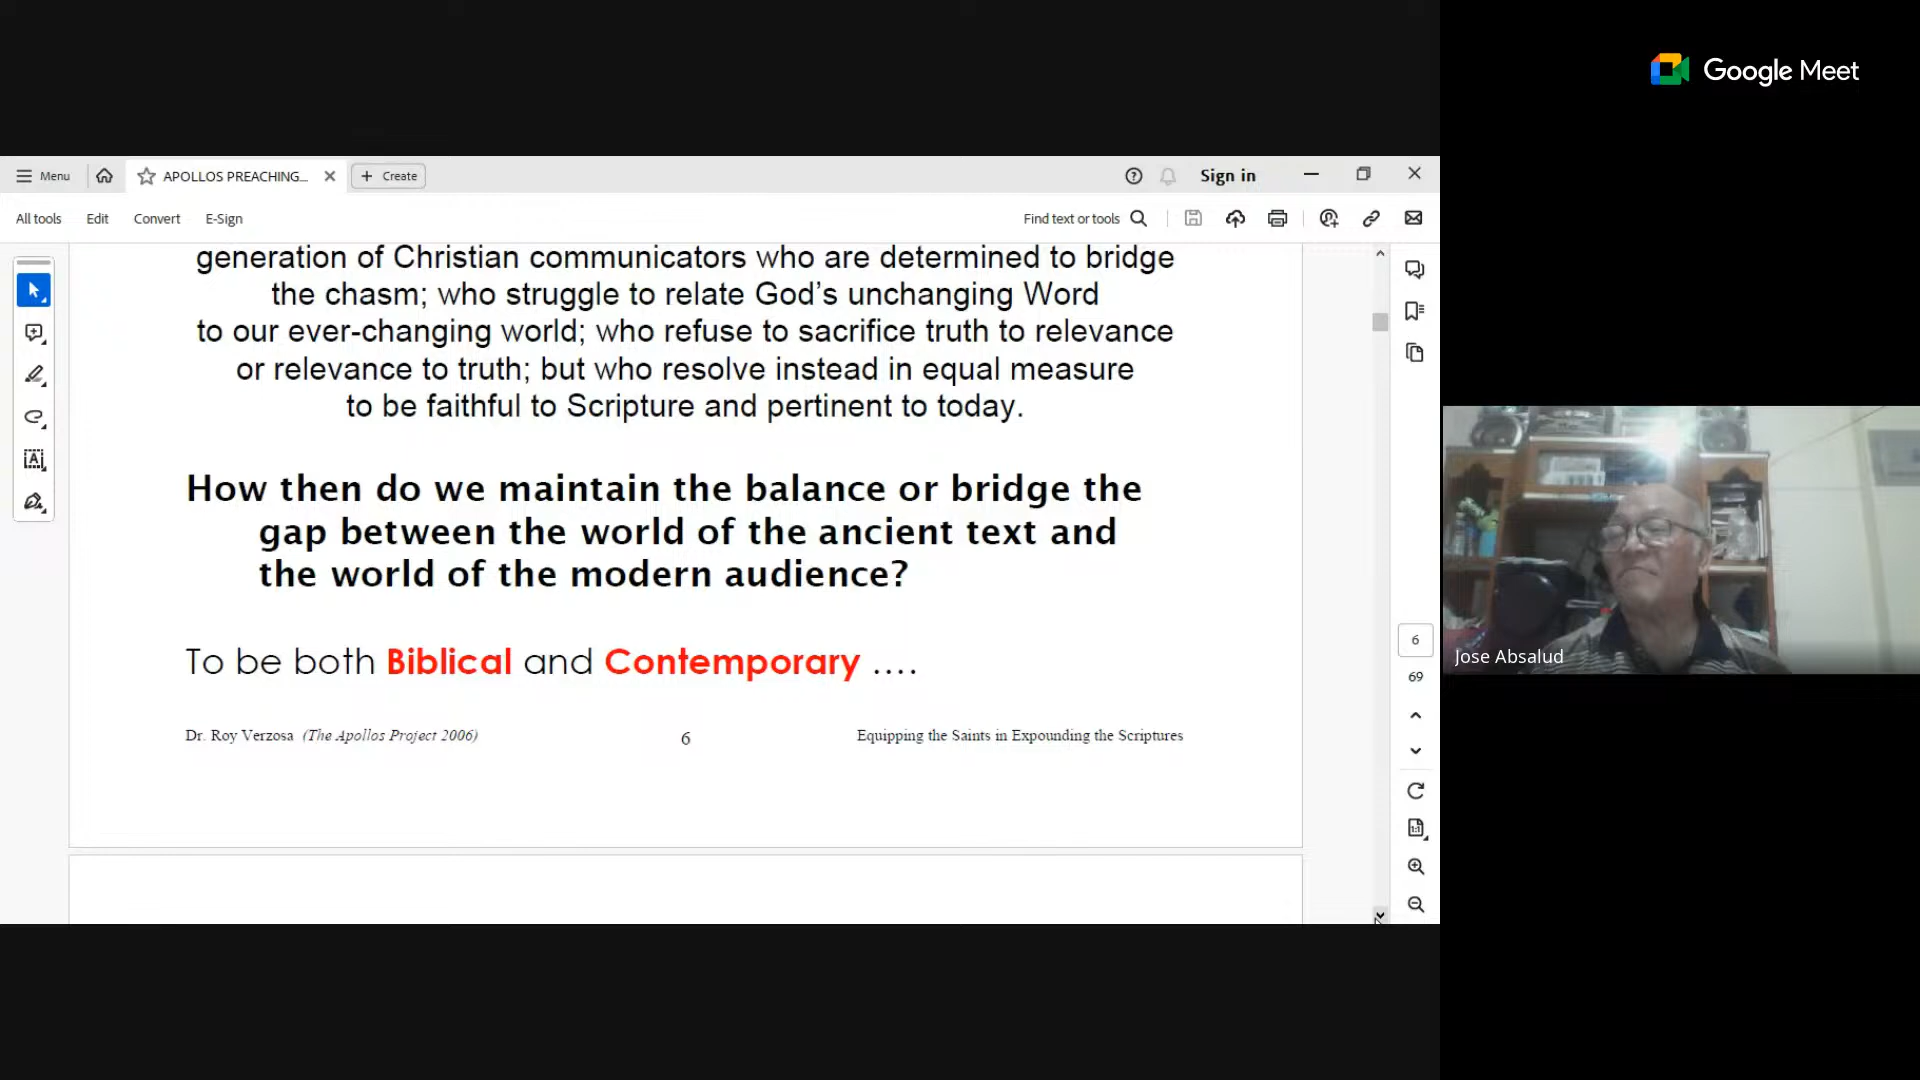 Google Meet
Menu
APOLLOS PREACHING...
Create
Sign in
All tools
Edit
Convert
E-Sign
Find text or tools
generation of Christian communicators who are determined to bridge
the chasm; who struggle to relate God’s unchanging Word
to our ever-changing world; who refuse to sacrifice truth to relevance
or relevance to truth; but who resolve instead in equal measure
to be faithful to Scripture and pertinent to today.
How then do we maintain the balance or bridge the
gap between the world of the ancient text and
the world of the modern audience?
To be both Biblical and Contemporary ....
Dr. Roy Verzosa (The Apollos Project 2006)
6
Equipping the Saints in Expounding the Scriptures
6
69
Jose Absalud